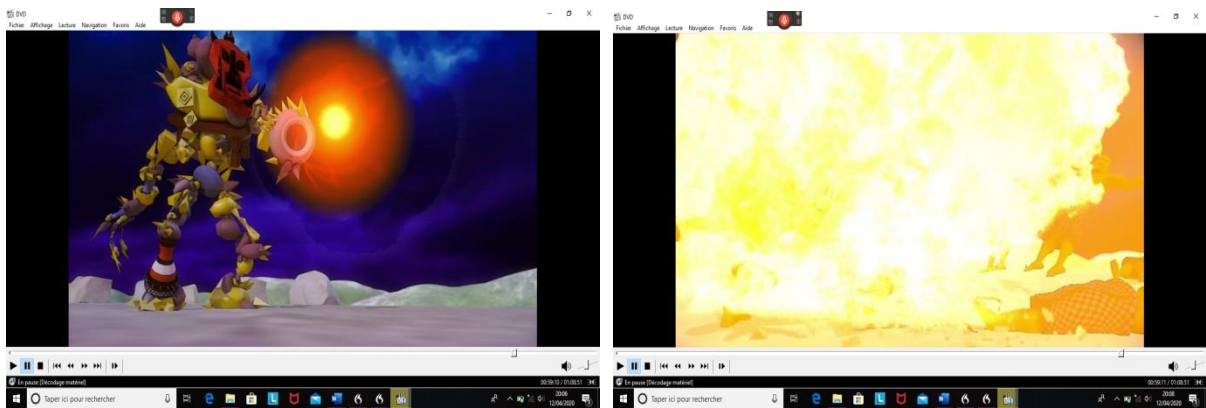 DVD
Fichier Affichage Lecture Navigation Favoris Aide
En pause [Décodage matériel]
00:59:10 / 01:08:51
Taper ici pour rechercher
20:06
12/04/2020
DVD
Fichier Affichage Lecture Navigation Favoris Aide
En pause [Décodage matériel]
00:59:11 / 01:08:51
Taper ici pour rechercher
20:08
12/04/2020